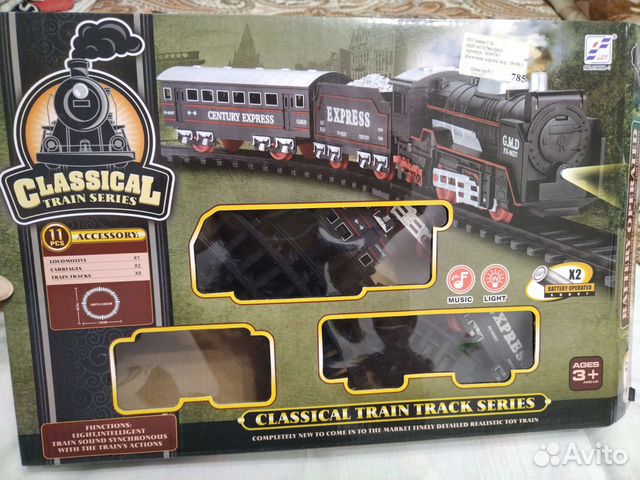 CLASSICAL
TRAIN SERIES
11
PCS
ACCESSORY:
LOCOMOTIVE X1
CARRIAGES X2
TRAIN TRACKS X8
FUNCTIONS:
LIGHT,INTELLIGENT
TRAIN SOUND SYNCHRONOUS
WITH THE TRAIN'S ACTIONS
CENTURY EXPRESS
G.M.D
EXPRESS
G.M.D
785
MUSIC
LIGHT
X2
BATTERY OPERATED
XPRESS
AGES
3+
CLASSICAL TRAIN TRACK SERIES
COMPLETELY NEW TO COME IN TO THE MARKET FINELY DETAILED REALISTIC TOY TRAIN
Avito